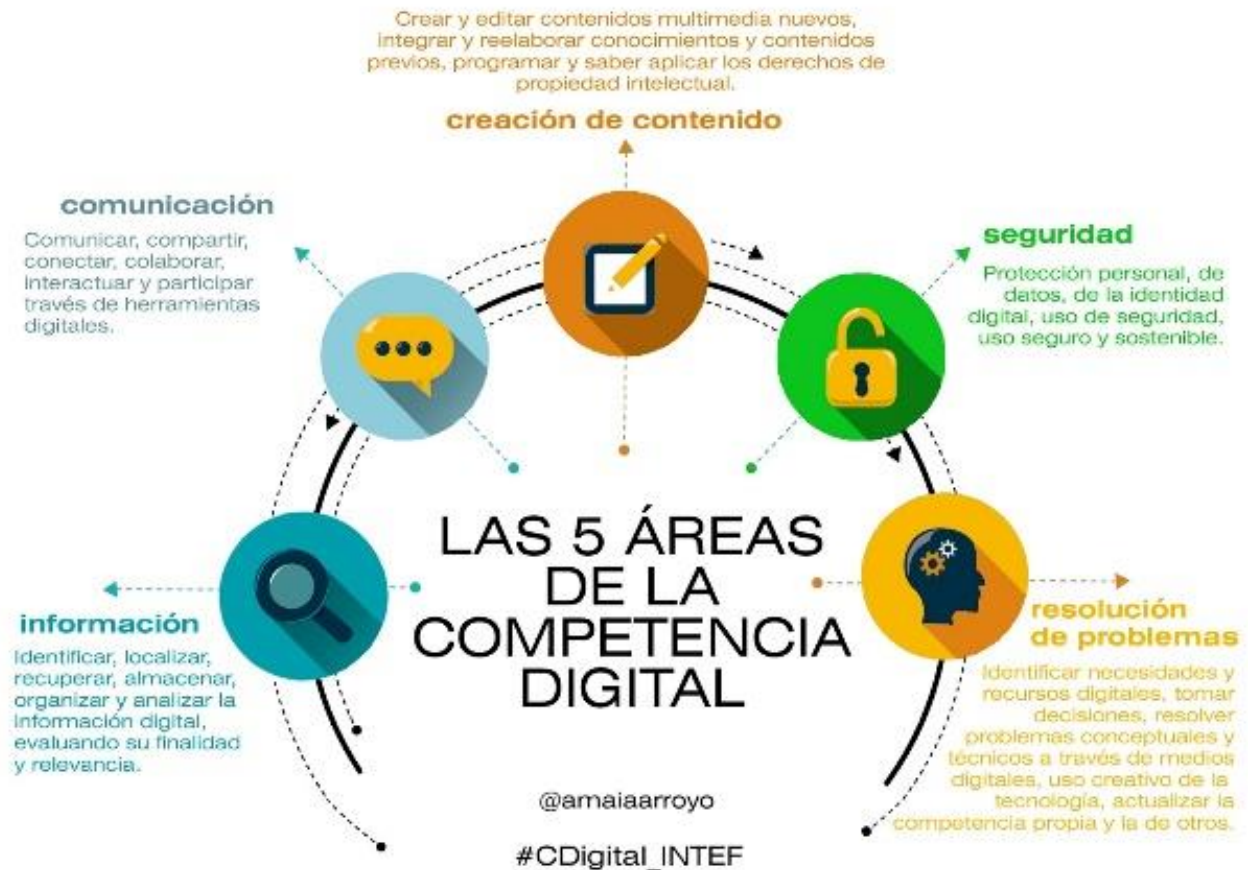 Crear y editar contenidos multimedia nuevos,
integrar y reelaborar conocimientos y contenidos
previos, programar y saber aplicar los derechos de
propiedad intelectual.
creación de contenido
comunicación
Comunicar, compartir,
conectar, colaborar,
interactuar y participar
través de herramientas
digitales.
seguridad
Protección personal, de
datos, de la identidad
digital, uso de seguridad,
uso seguro y sostenible.
información
Identificar, localizar,
recuperar, almacenar,
organizar y analizar la
información digital,
evaluando su finalidad
y relevancia.
LAS 5 ÁREAS
DE LA
COMPETENCIA
DIGITAL
resolución
de problemas
Identificar necesidades y
recursos digitales, tomar
decisiones, resolver
problemas conceptuales y
técnicos a través de medios
digitales, uso creativo de la
tecnología, actualizar la
competencia propia y la de otros.
@amaiaarroyo
#CDigital_INTEF